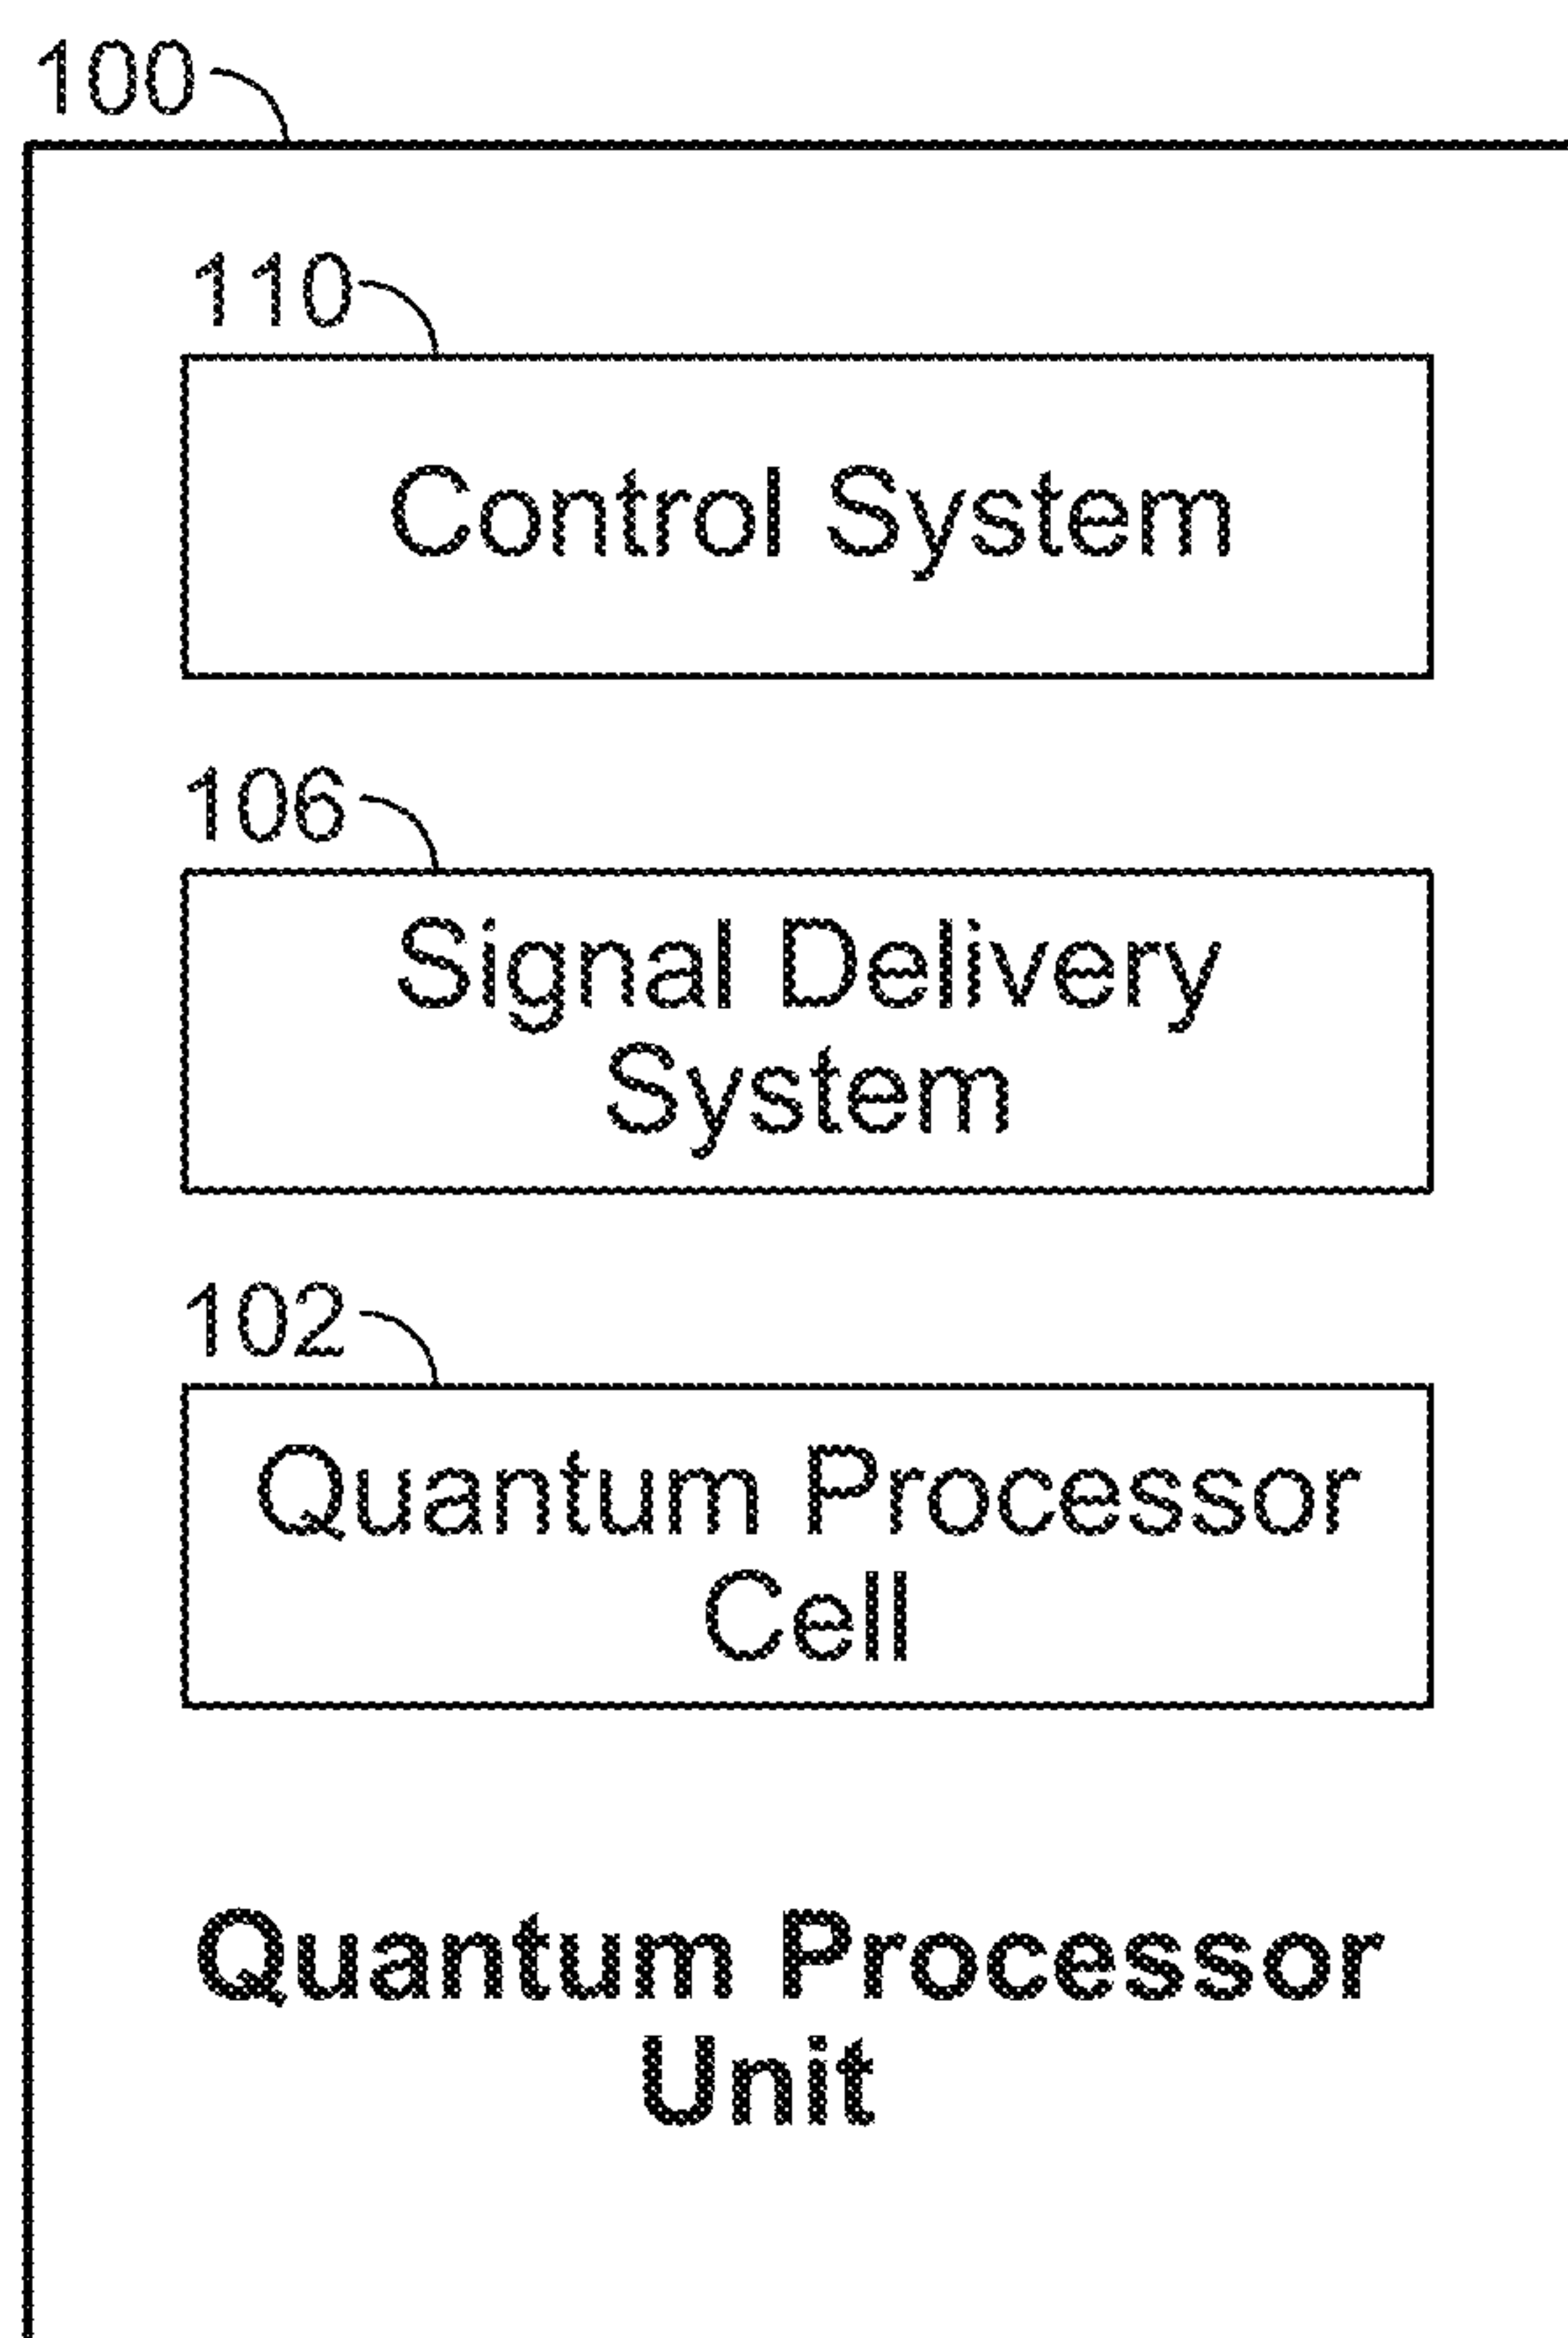 100
110
Control System
106
Signal Delivery
System
102
Quantum Processor
Cell
Quantum Processor
Unit